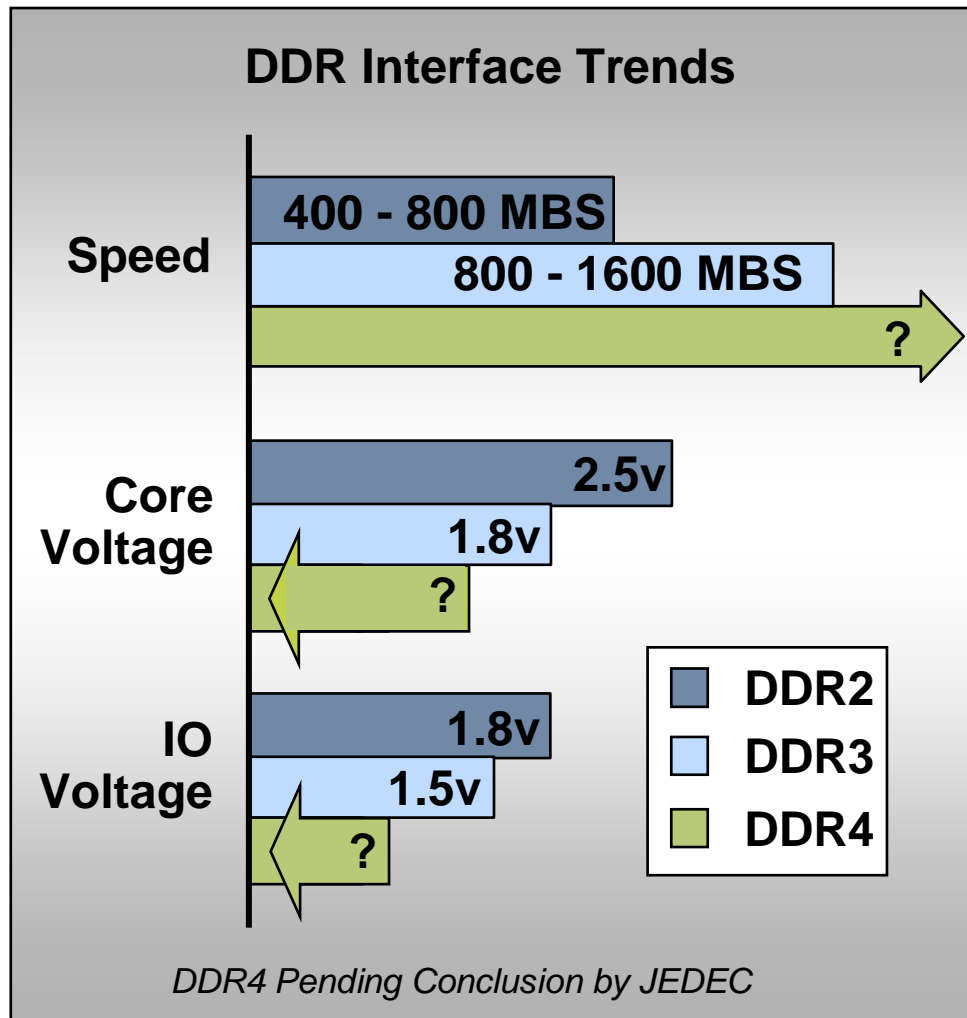 DDR Interface Trends
Speed
400 - 800 MBS
800 - 1600 MBS
?
Core
Voltage
2.5v
1.8v
?
IO
Voltage
1.8v
1.5v
?
DDR2
DDR3
DDR4
DDR4 Pending Conclusion by JEDEC